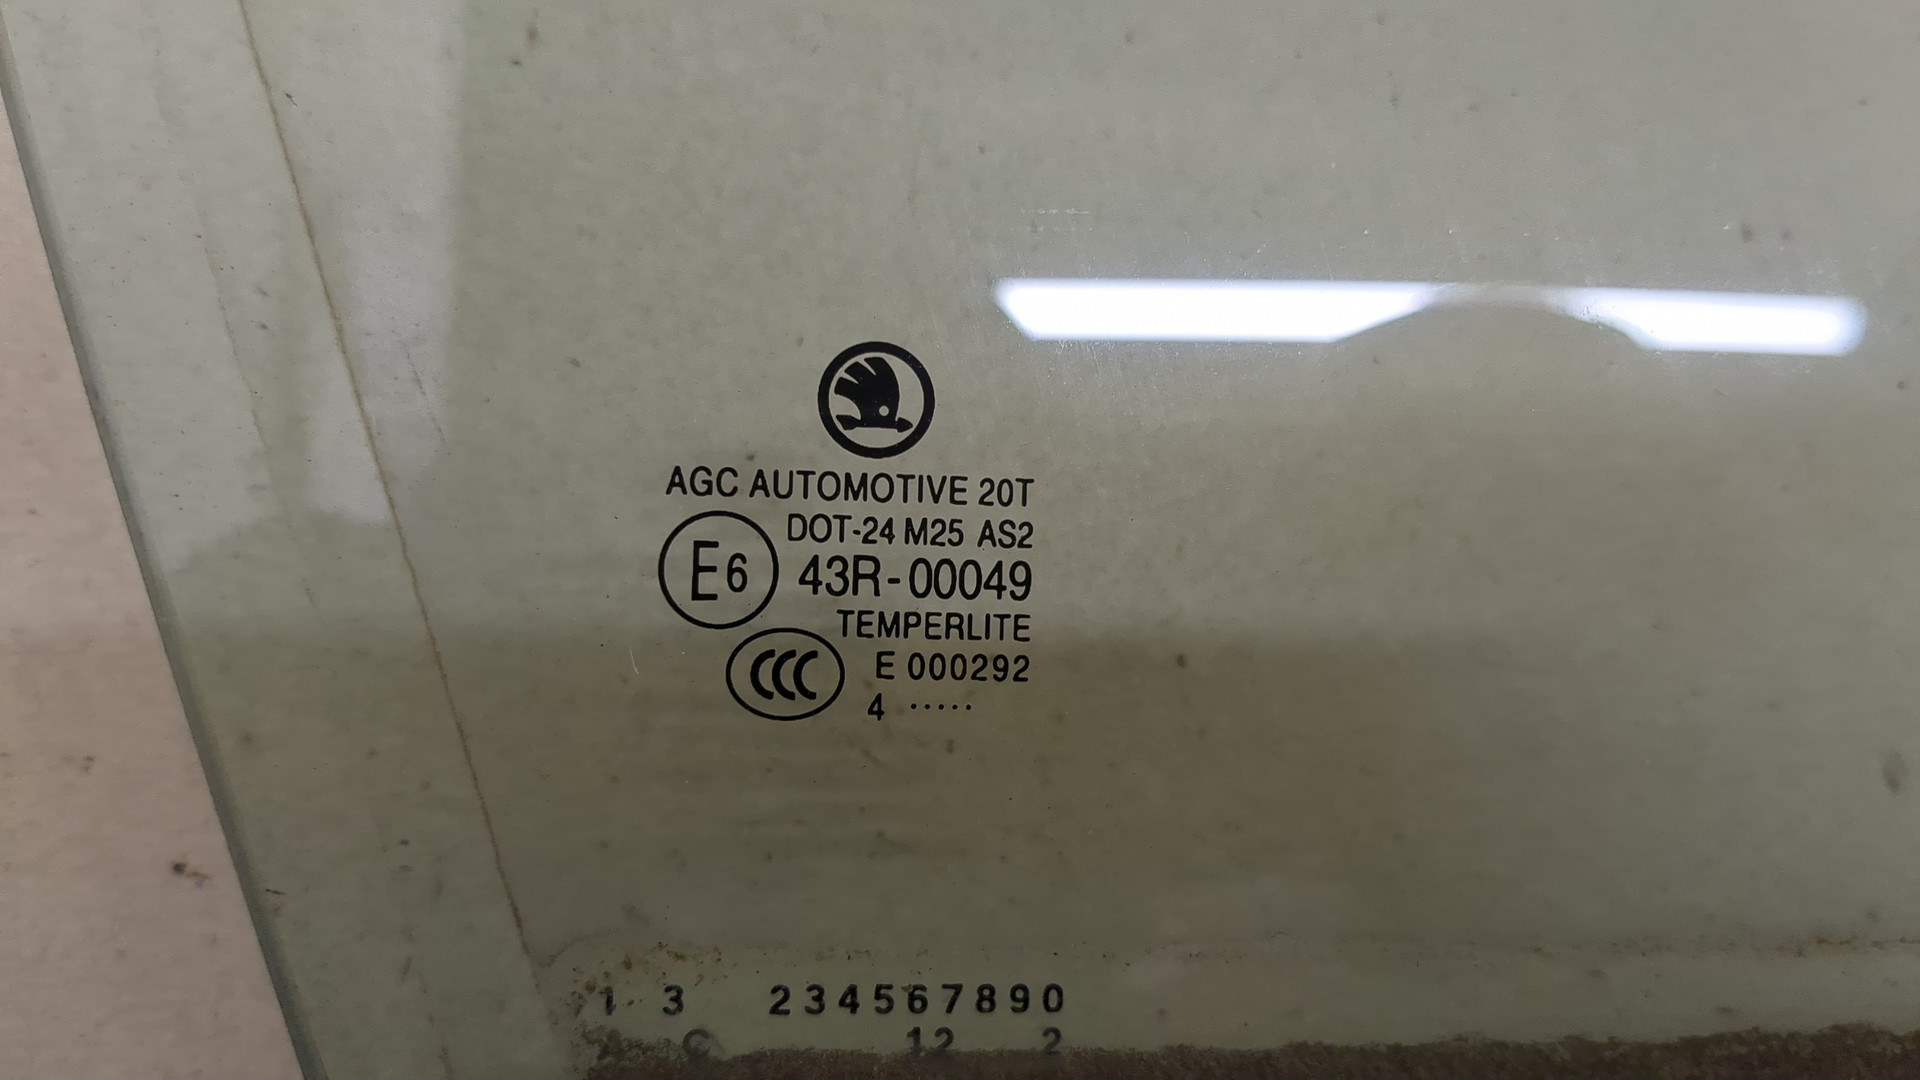 AGC AUTOMOTIVE 20T
DOT-24 M25 AS2
E6 43R-00049
TEMPERLITE
CCC E 000292
4 .....
1 3 234567890
12 2